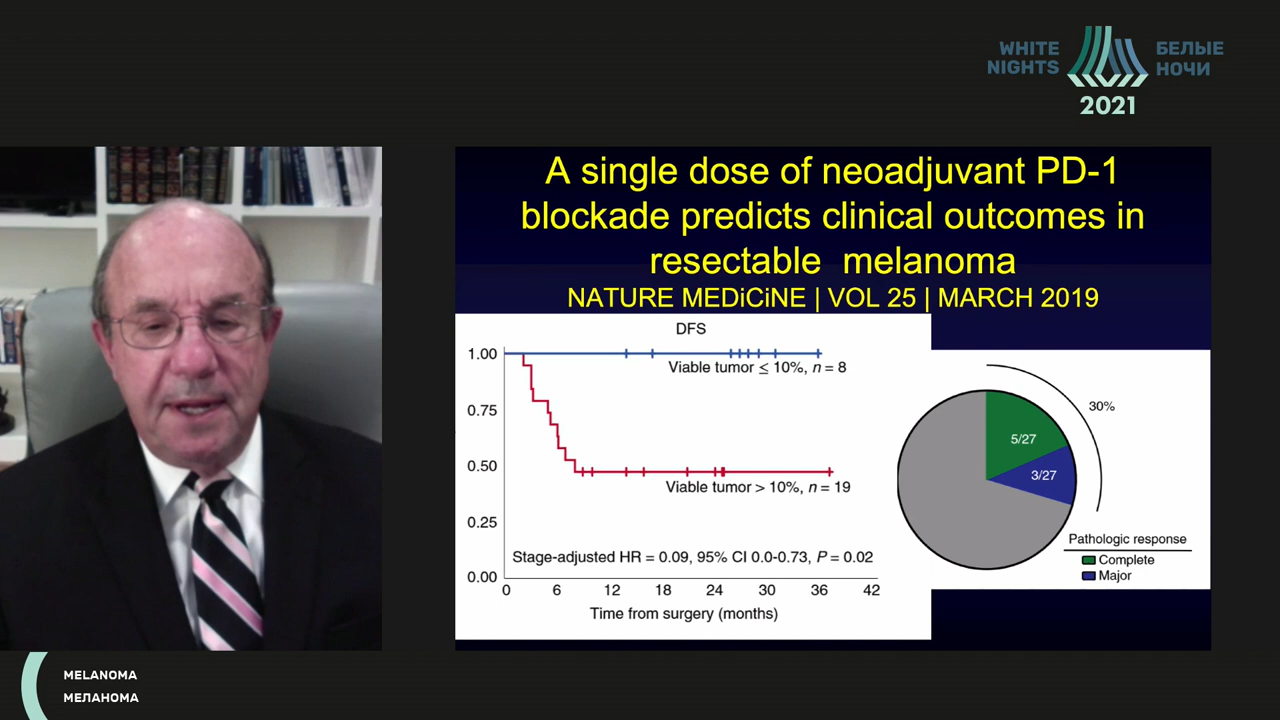 WHITE
NIGHTS
БЕЛЫЕ
НОЧИ
2021
A single dose of neoadjuvant PD-1
blockade predicts clinical outcomes in
resectable melanoma
NATURE MEDiCiNE | VOL 25 | MARCH 2019
DFS
1.00
0.75
0.50
0.25
0.00
Viable tumor ≤ 10%, n = 8
Viable tumor > 10%, n = 19
Stage-adjusted HR = 0.09, 95% CI 0.0-0.73, P = 0.02
0 6 12 18 24 30 36 42
Time from surgery (months)
30%
5/27
3/27
Pathologic response
Complete
Major
MELANOMA
МЕЛАНОМА